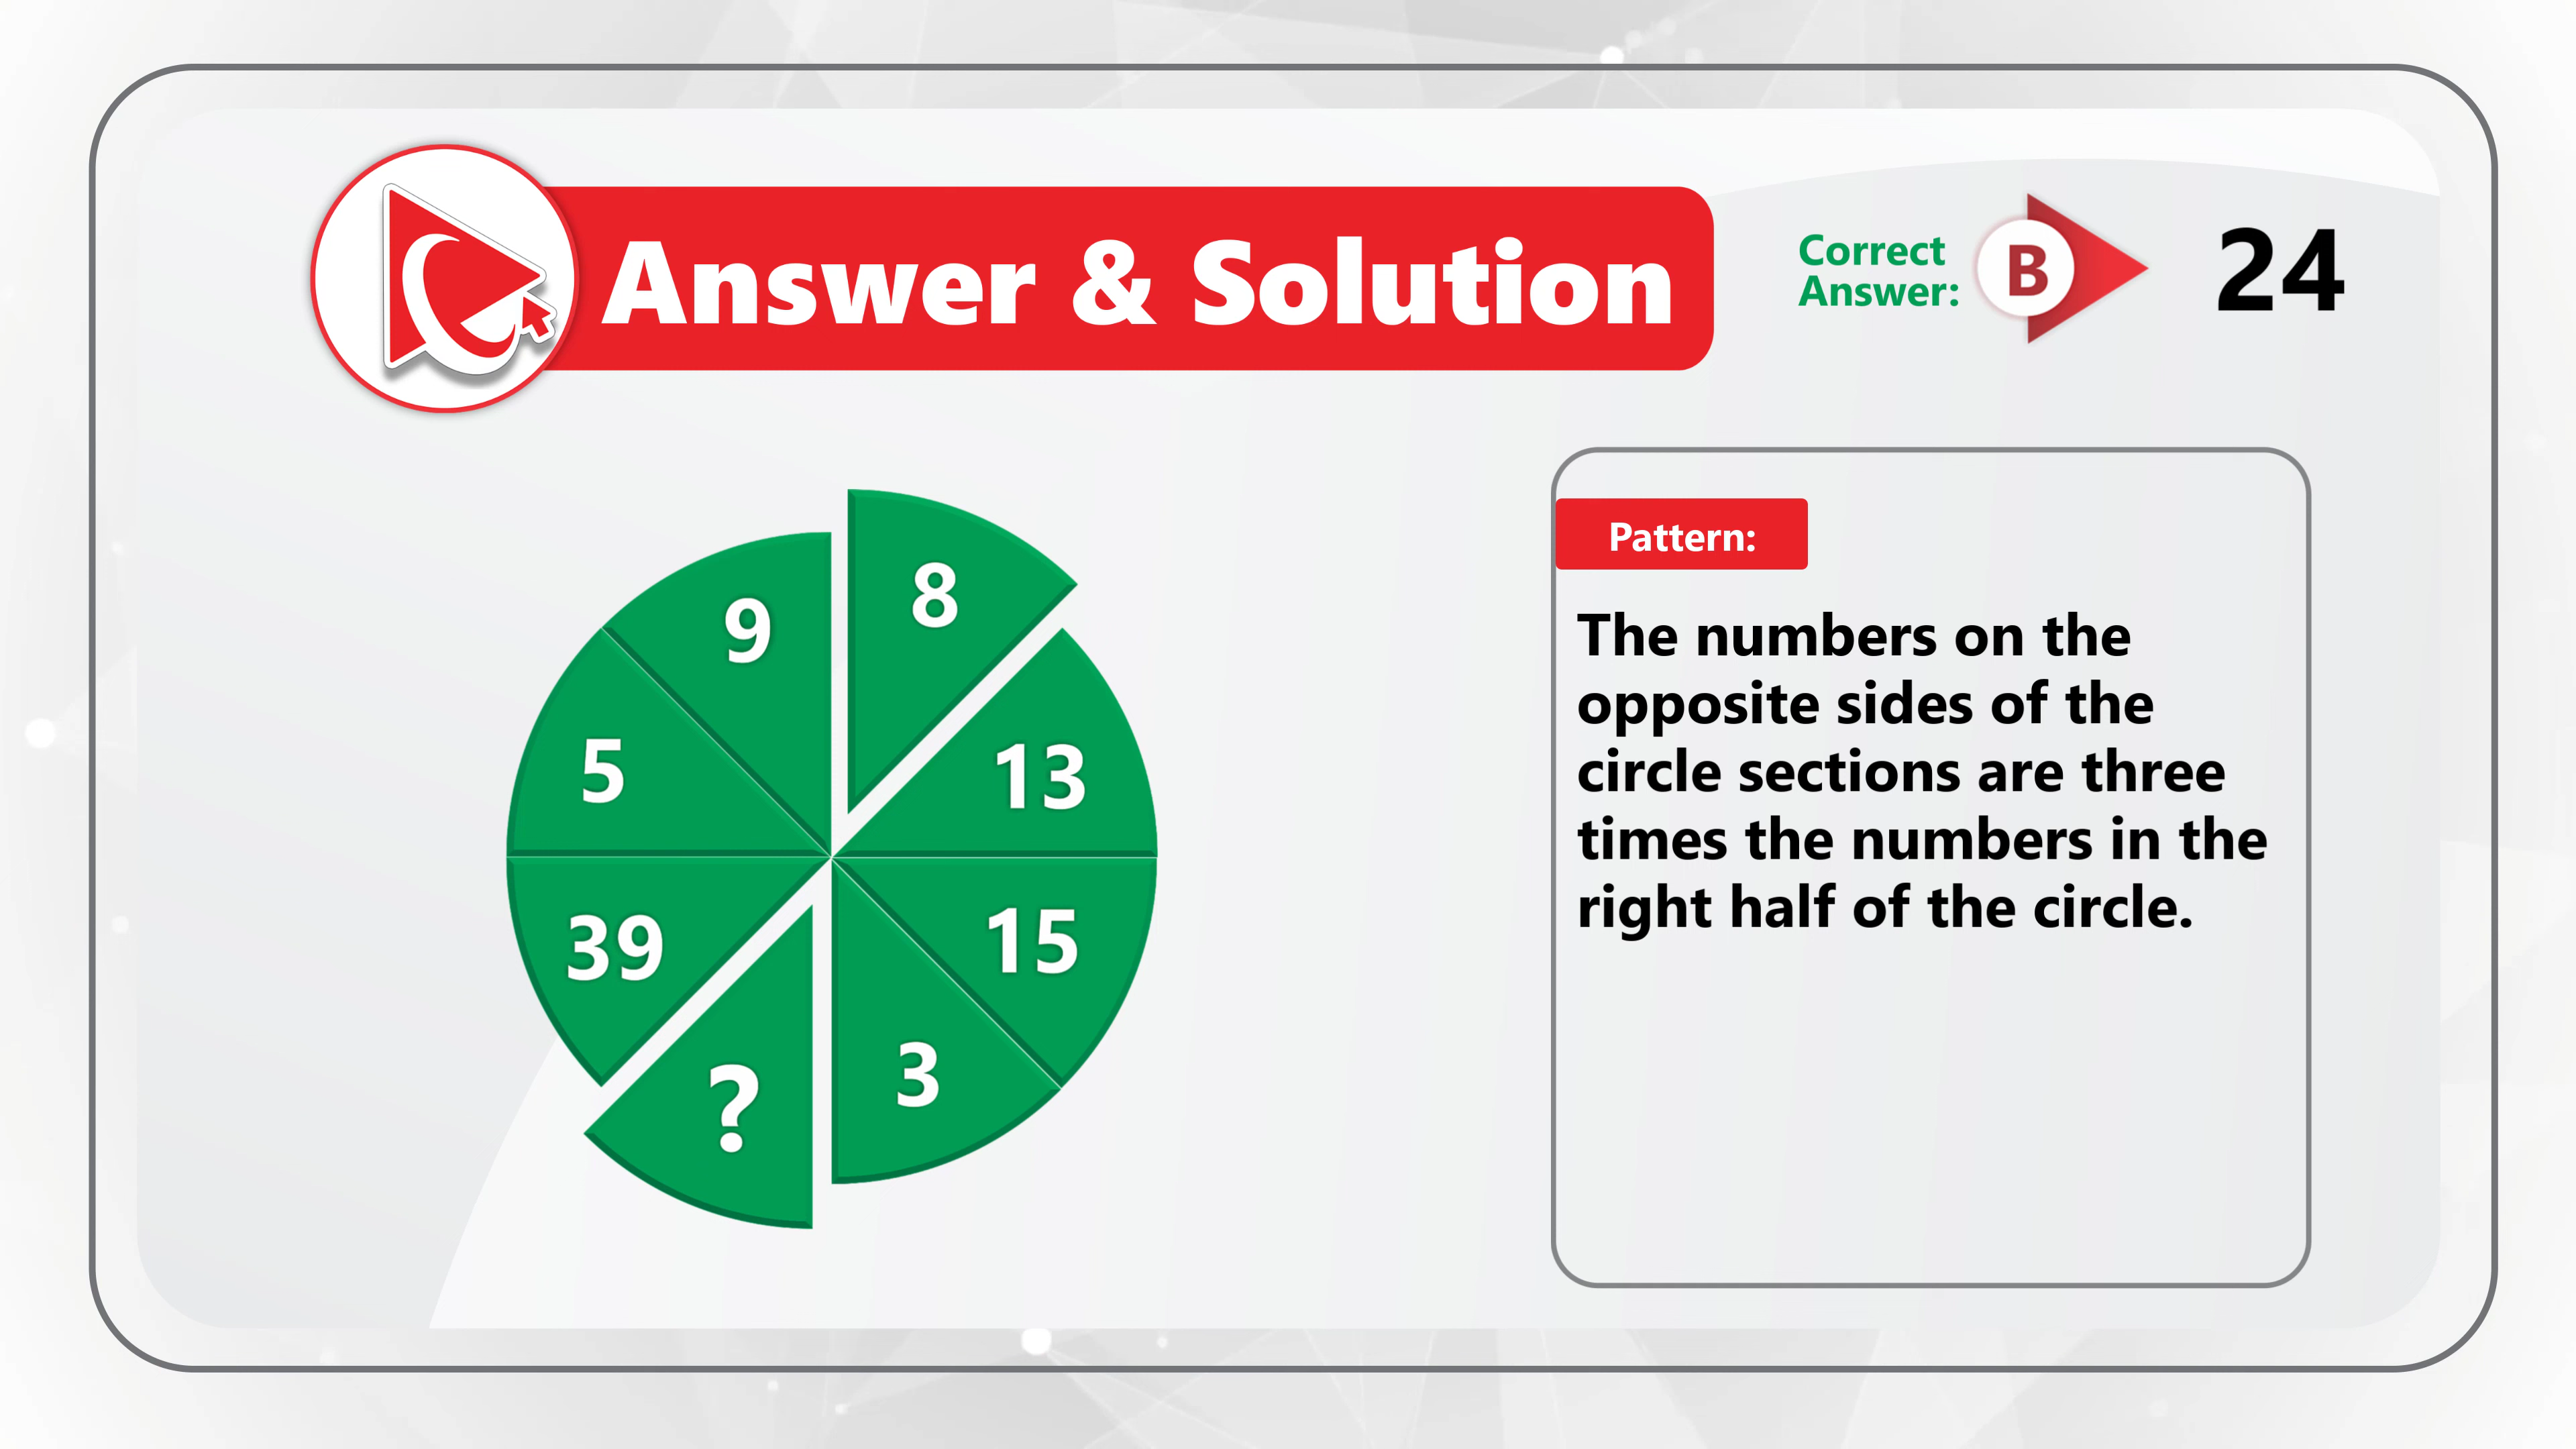 Answer & Solution
Correct
Answer:
B
24
9
8
5
13
39
15
?
3
Pattern:
The numbers on the
opposite sides of the
circle sections are three
times the numbers in the
right half of the circle.